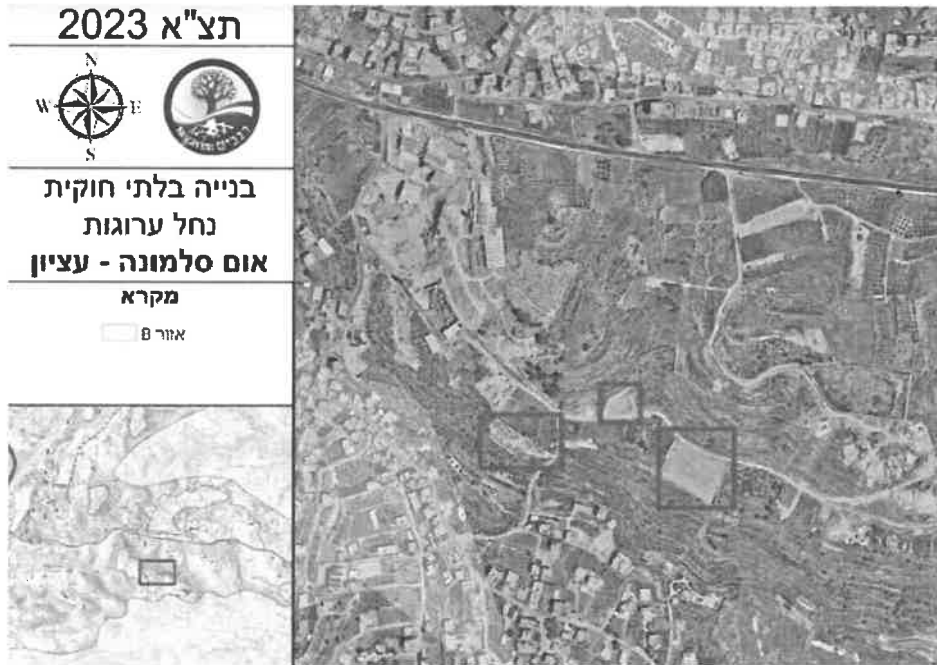 תצ"א 2023
N
W E
S
בנייה בלתי חוקית
נחל ערוגות
אום סלמונה - עציון
מקרא
אזור B